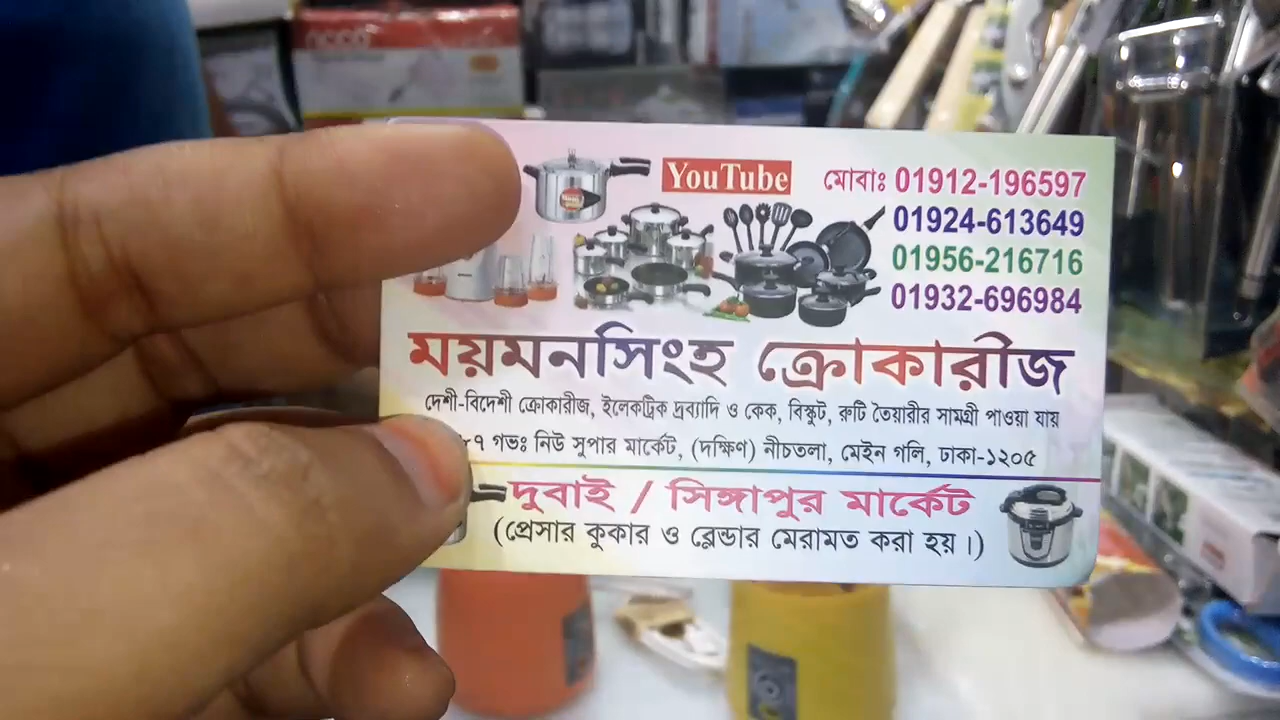 YouTube
মোবাঃ 01912-196597
01924-613649
01956-216716
01932-696984
ময়মনসিংহ ক্রোকারীজ
দেশী-বিদেশী ক্রোকারীজ, ইলেকট্রিক দ্রব্যাদি ও কেক, বিস্কুট, রুটি তৈয়ারীর সামগ্রী পাওয়া যায়
৮৭ গভঃ নিউ সুপার মার্কেট, (দক্ষিণ) নীচতলা, মেইন গলি, ঢাকা-১২০৫
দুবাই / সিঙ্গাপুর মার্কেট
(প্রেসার কুকার ও ব্লেন্ডার মেরামত করা হয়।)